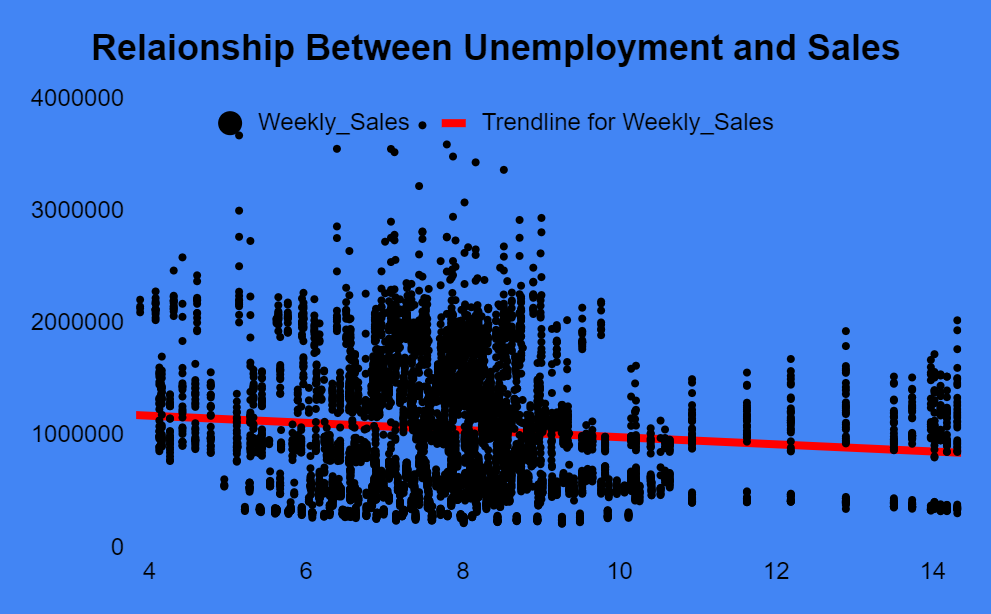 Relaionship Between Unemployment and Sales
4000000
Weekly_Sales Trendline for Weekly_Sales
3000000
2000000
1000000
0
4 6 8 10 12 14